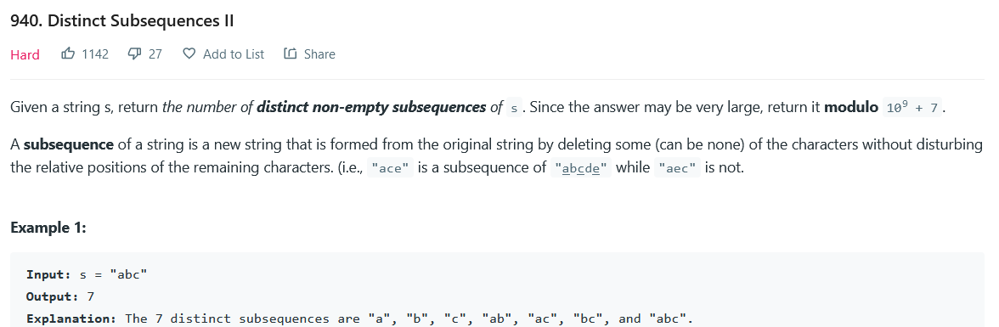 940. Distinct Subsequences II
Hard 1142 27 Add to List Share
Given a string s, return the number of distinct non-empty subsequences of s . Since the answer may be very large, return it modulo 10⁹ + 7 .
A subsequence of a string is a new string that is formed from the original string by deleting some (can be none) of the characters without disturbing
the relative positions of the remaining characters. (i.e., "ace" is a subsequence of "abcde" while "aec" is not.
Example 1:
Input: s = "abc"
Output: 7
Explanation: The 7 distinct subsequences are "a", "b", "c", "ab", "ac", "bc", and "abc".